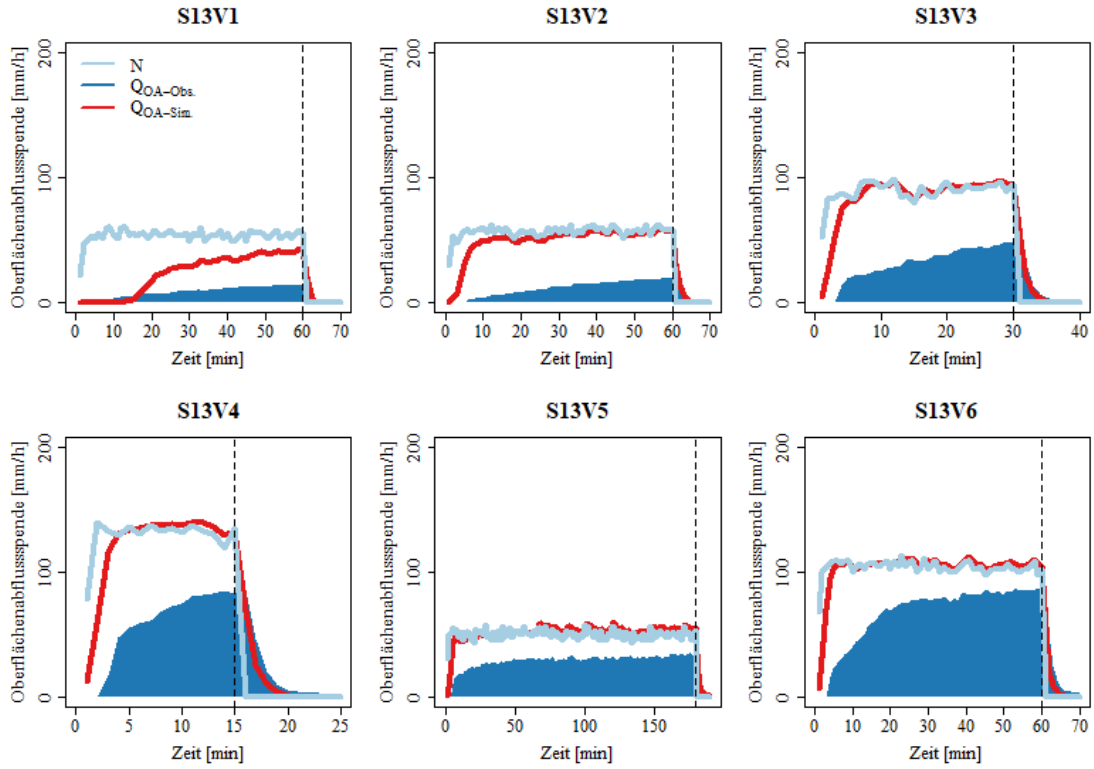 S13V1
Oberflächenabflussspende [mm/h]
200
100
0
N
QOA–Obs.
QOA–Sim.
0 10 20 30 40 50 60 70
Zeit [min]
S13V2
Oberflächenabflussspende [mm/h]
200
100
0
0 10 20 30 40 50 60 70
Zeit [min]
S13V3
Oberflächenabflussspende [mm/h]
200
100
0
0 10 20 30 40
Zeit [min]
S13V4
Oberflächenabflussspende [mm/h]
200
100
0
0 5 10 15 20 25
Zeit [min]
S13V5
Oberflächenabflussspende [mm/h]
200
100
0
0 50 100 150
Zeit [min]
S13V6
Oberflächenabflussspende [mm/h]
200
100
0
0 10 20 30 40 50 60 70
Zeit [min]